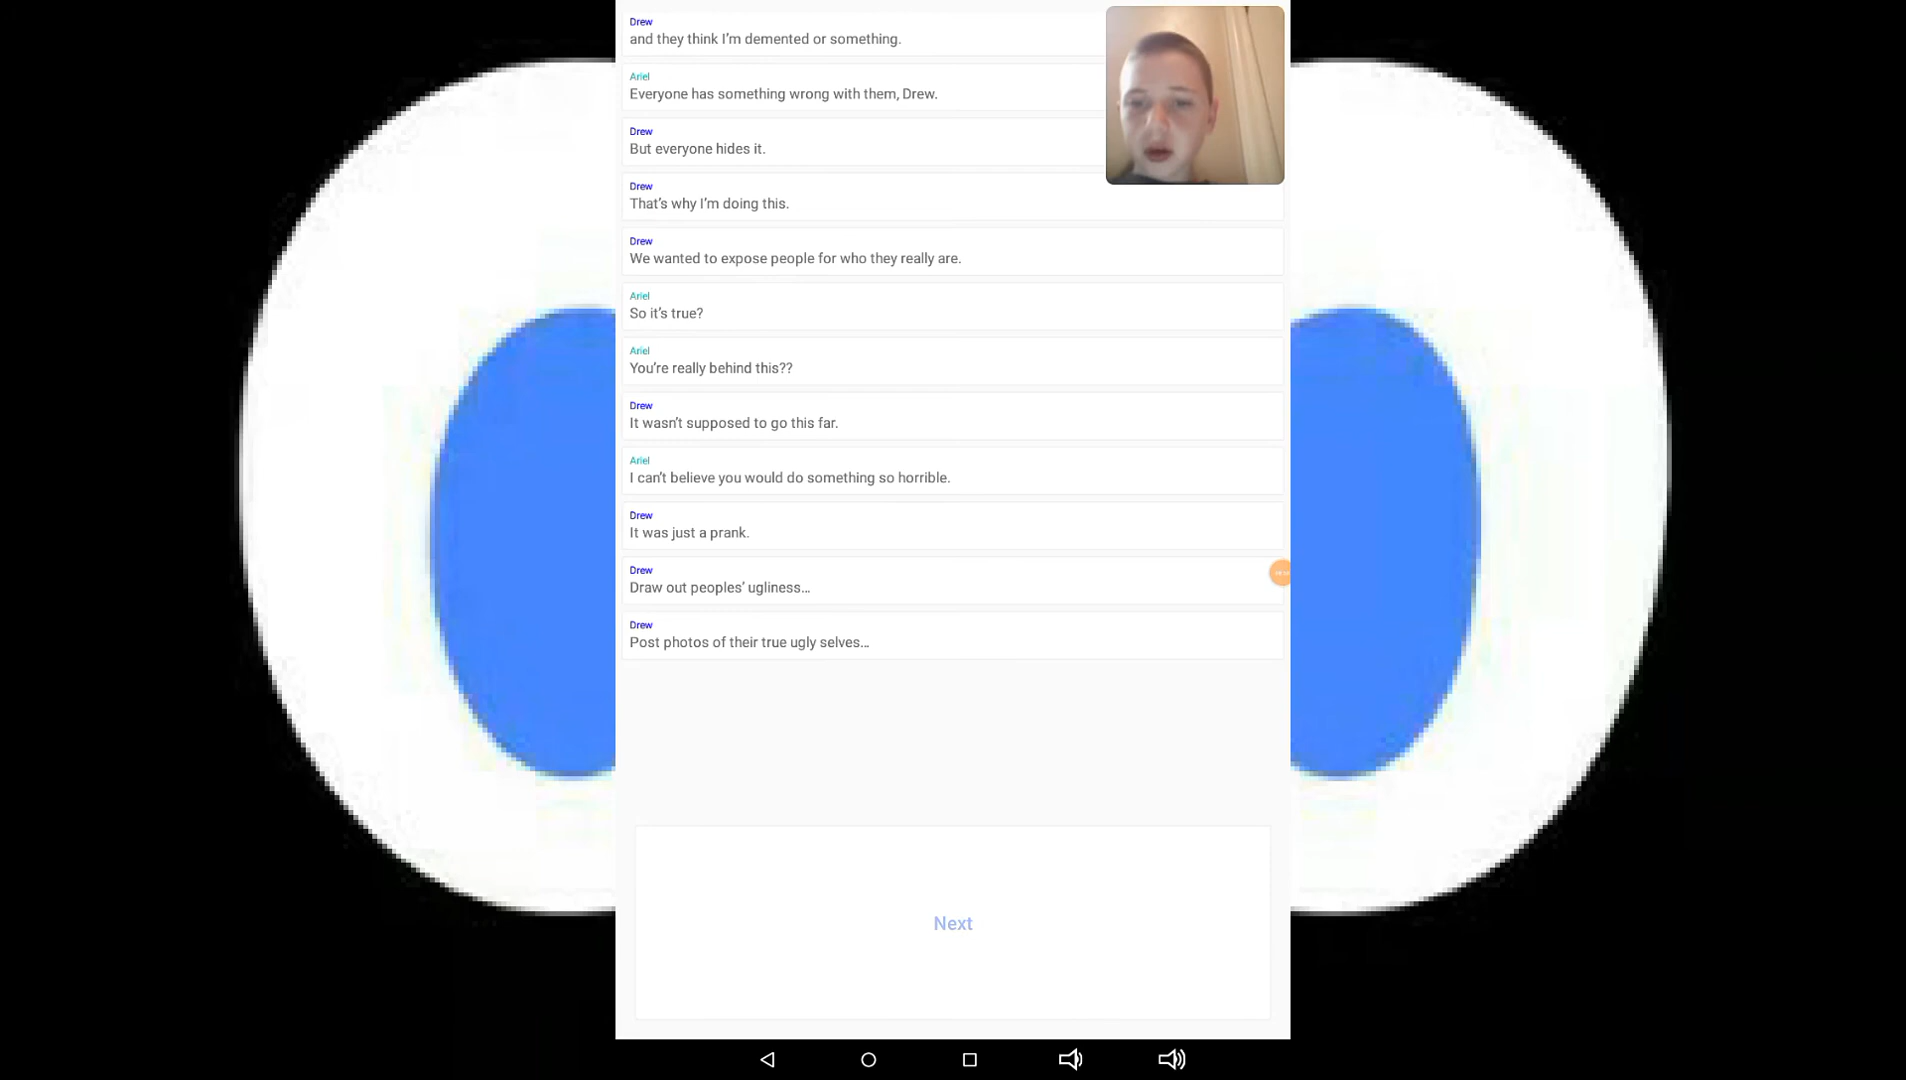 Drew
and they think I’m demented or something.
Ariel
Everyone has something wrong with them, Drew.
Drew
But everyone hides it.
Drew
That’s why I’m doing this.
Drew
We wanted to expose people for who they really are.
Ariel
So it’s true?
Ariel
You’re really behind this??
Drew
It wasn’t supposed to go this far.
Ariel
I can’t believe you would do something so horrible.
Drew
It was just a prank.
Drew
Draw out peoples’ ugliness…
Drew
Post photos of their true ugly selves…
Next